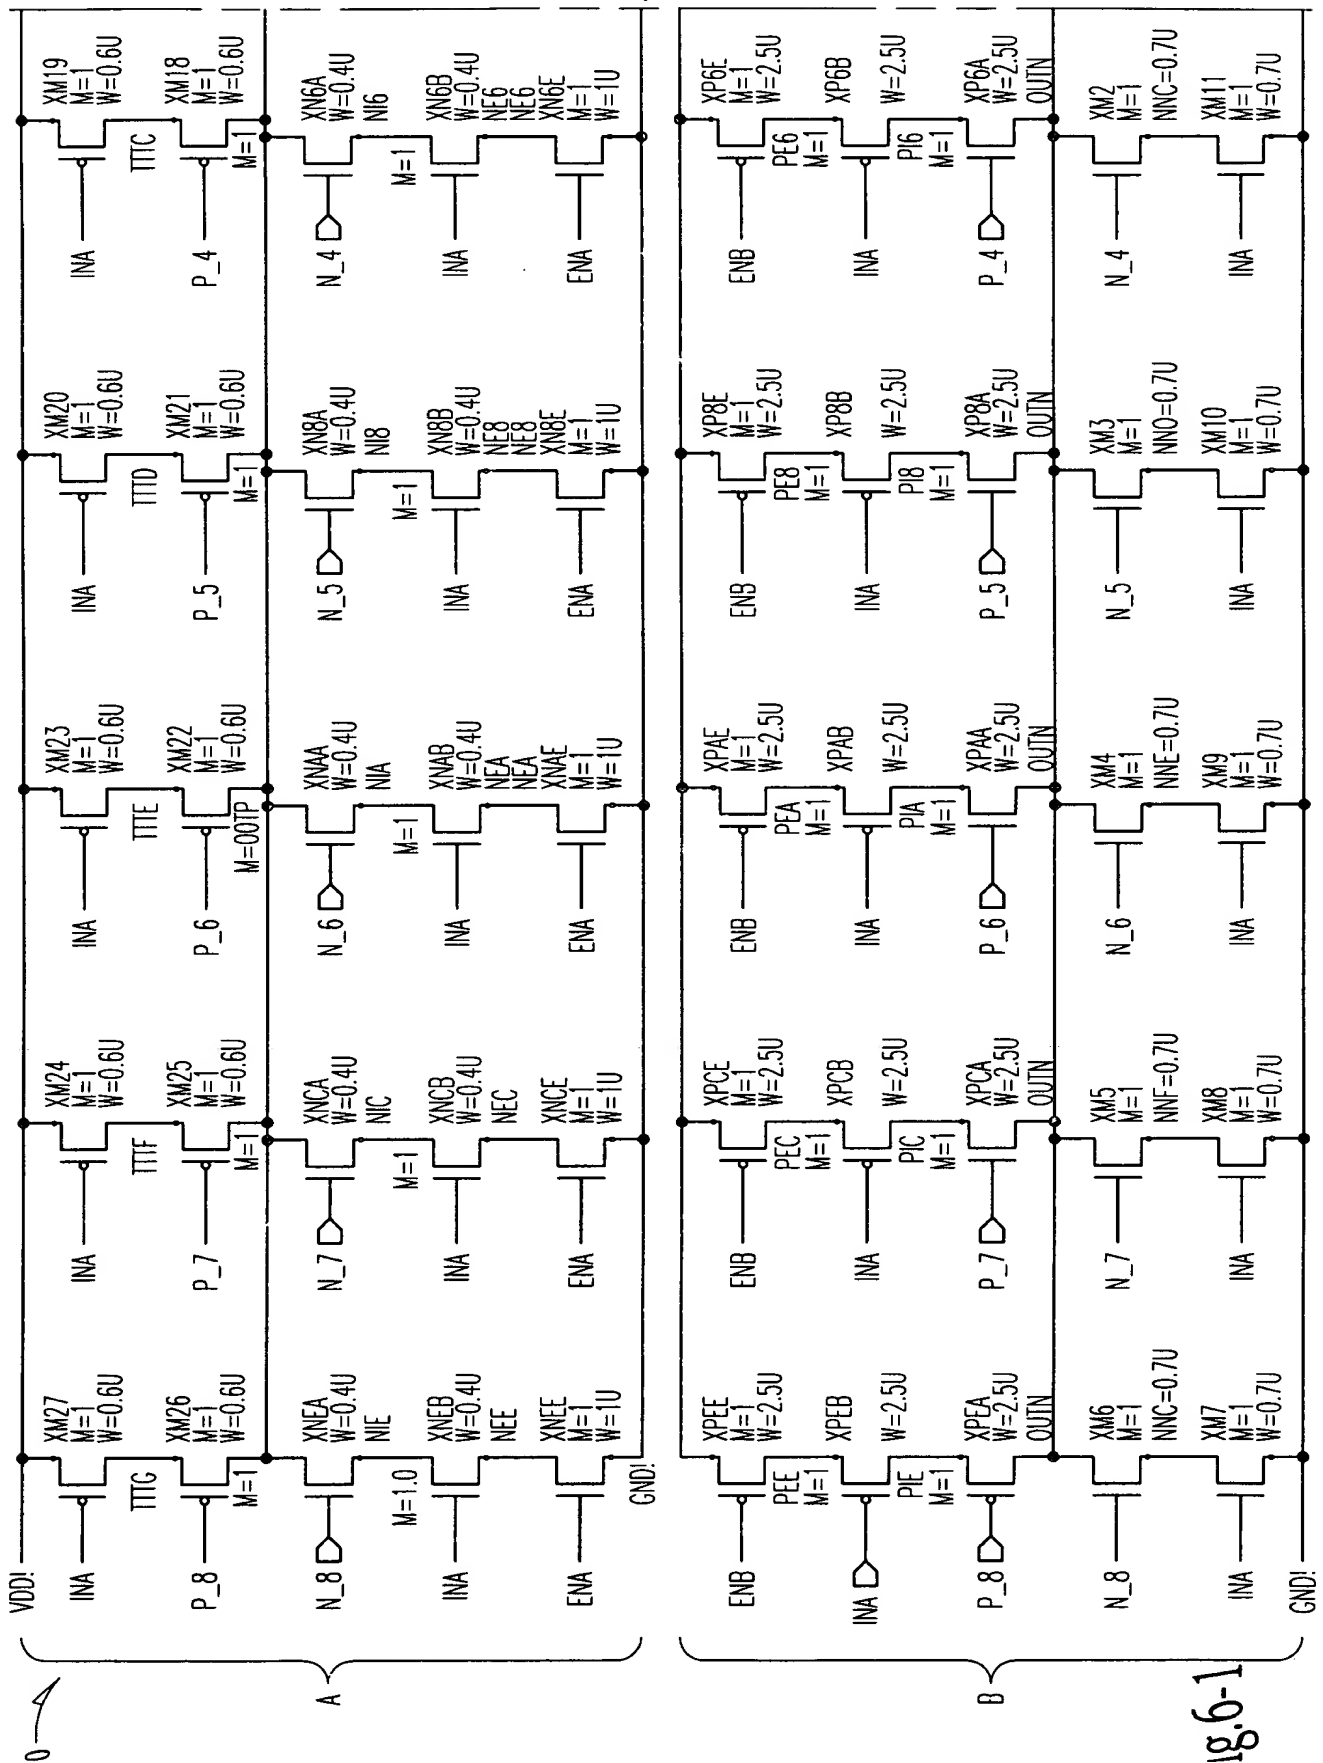 0
VDD!
INA
XM27
M=1
W=0.6U
INA
XM24
M=1
W=0.6U
INA
XM23
M=1
W=0.6U
INA
XM20
M=1
W=0.6U
INA
XM19
M=1
W=0.6U
TTTG
TTTF
TTTE
TTTD
TTTC
P_8
XM26
M=1
W=0.6U
M=1
P_7
XM25
M=1
W=0.6U
M=1
P_6
XM22
M=1
W=0.6U
M=OOTP
P_5
XM21
M=1
W=0.6U
M=1
P_4
XM18
M=1
W=0.6U
M=1
A
N_8
XNEA
W=0.4U
NIE
N_7
XNCA
W=0.4U
NIC
N_6
XNAA
W=0.4U
NIA
N_5
XN8A
W=0.4U
NI8
N_4
XN6A
W=0.4U
NI6
M=1.0
M=1
M=1
M=1
M=1
INA
XNEB
W=0.4U
NEE
INA
XNCB
W=0.4U
NEC
INA
XNAB
W=0.4U
NEA
NEA
INA
XN8B
W=0.4U
NE8
NE8
INA
XN6B
W=0.4U
NE6
NE6
ENA
XNEE
M=1
W=1U
ENA
XNCE
M=1
W=1U
ENA
XNAE
M=1
W=1U
ENA
XN8E
M=1
W=1U
ENA
XN6E
M=1
W=1U
GND!
ENB
XPEE
M=1
W=2.5U
ENB
XPCE
M=1
W=2.5U
ENB
XPAE
M=1
W=2.5U
ENB
XP8E
M=1
W=2.5U
ENB
XP6E
M=1
W=2.5U
PEE
M=1
PEC
M=1
PEA
M=1
PE8
M=1
PE6
M=1
INA
XPEB
W=2.5U
INA
XPCB
W=2.5U
INA
XPAB
W=2.5U
INA
XP8B
W=2.5U
INA
XP6B
W=2.5U
PIE
M=1
PIC
M=1
PIA
M=1
PI8
M=1
PI6
M=1
B
P_8
XPEA
W=2.5U
OUTN
P_7
XPCA
W=2.5U
OUTN
P_6
XPAA
W=2.5U
OUTN
P_5
XP8A
W=2.5U
OUTN
P_4
XP6A
W=2.5U
OUTN
N_8
XM6
M=1
NNC=0.7U
N_7
XM5
M=1
NNF=0.7U
N_6
XM4
M=1
NNE=0.7U
N_5
XM3
M=1
NNO=0.7U
N_4
XM2
M=1
NNC=0.7U
INA
XM7
M=1
W=0.7U
INA
XM8
M=1
W=0.7U
INA
XM9
M=1
W=0.7U
INA
XM10
M=1
W=0.7U
INA
XM11
M=1
W=0.7U
GND!
ig.6-1